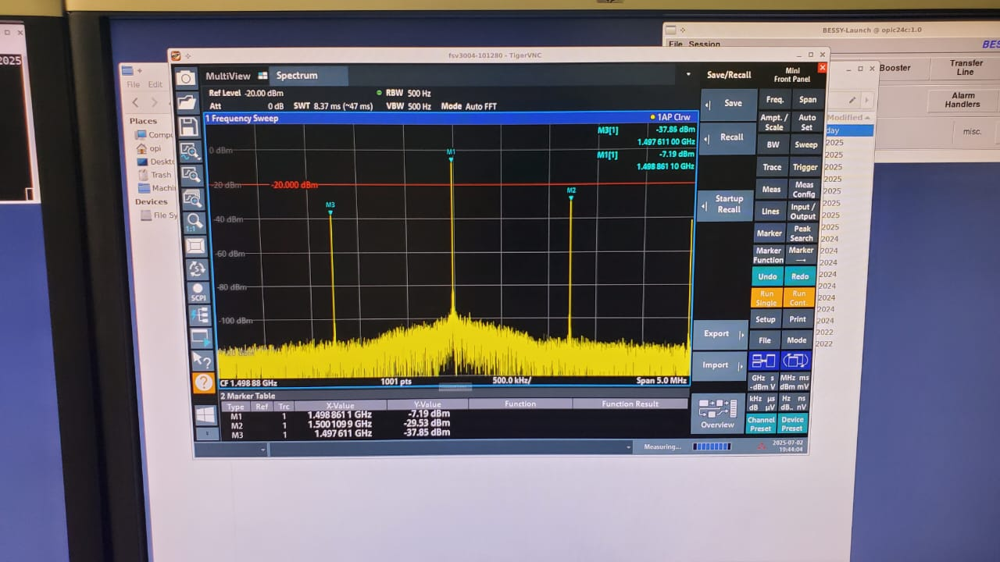 2025
BESSY-Launch @ opic24c:1.0
File Session
BES
Booster
Transfer
Line
Alarm
Handlers
misc.
File Edit
Places
Compu
opi
Deskt
Trash
Machi
Devices
File Sy
Modified
day
2025
2025
2025
2025
2025
2025
2025
2025
2024
2024
2024
2024
2024
2024
2024
2024
2022
2022
fsv3004-101280 - TigerVNC
MultiView
Spectrum
Ref Level -20.00 dBm
RBW 500 Hz
Att 0 dB SWT 8.37 ms (~47 ms) VBW 500 Hz Mode Auto FFT
1 Frequency Sweep
1AP Clrw
M3[1] -37.85 dBm
1.497 611 00 GHz
M1[1] -7.19 dBm
1.498 861 10 GHz
0 dBm
M1
-20 dBm
-20.000 dBm
M2
M3
-40 dBm
-60 dBm
-80 dBm
-100 dBm
CF 1.498 88 GHz 1001 pts 500.0 kHz/ Span 5.0 MHz
2 Marker Table
Type Ref Trc X-Value Y-Value Function Function Result
M1 1 1.498 861 1 GHz -7.19 dBm
M2 1 1.500 109 9 GHz -29.53 dBm
M3 1 1.497 611 GHz -37.85 dBm
Measuring...
2025-07-02
19:44:04
1:1
SCPI
Save/Recall
Save
Recall
Startup
Recall
Export
Import
Overview
Mini
Front Panel
Freq. Span
Ampt. / Scale
Auto Set
BW Sweep
Trace Trigger
Meas
Meas Config
Lines
Input / Output
Marker
Peak Search
Marker Function
Marker →
Undo Redo
Run Single
Run Cont.
Setup Print
File Mode
GHz s
-dBm V
MHz ms
dBm mV
kHz µs
dB µV
Hz ns
dB.. nV
Channel Preset
Device Preset